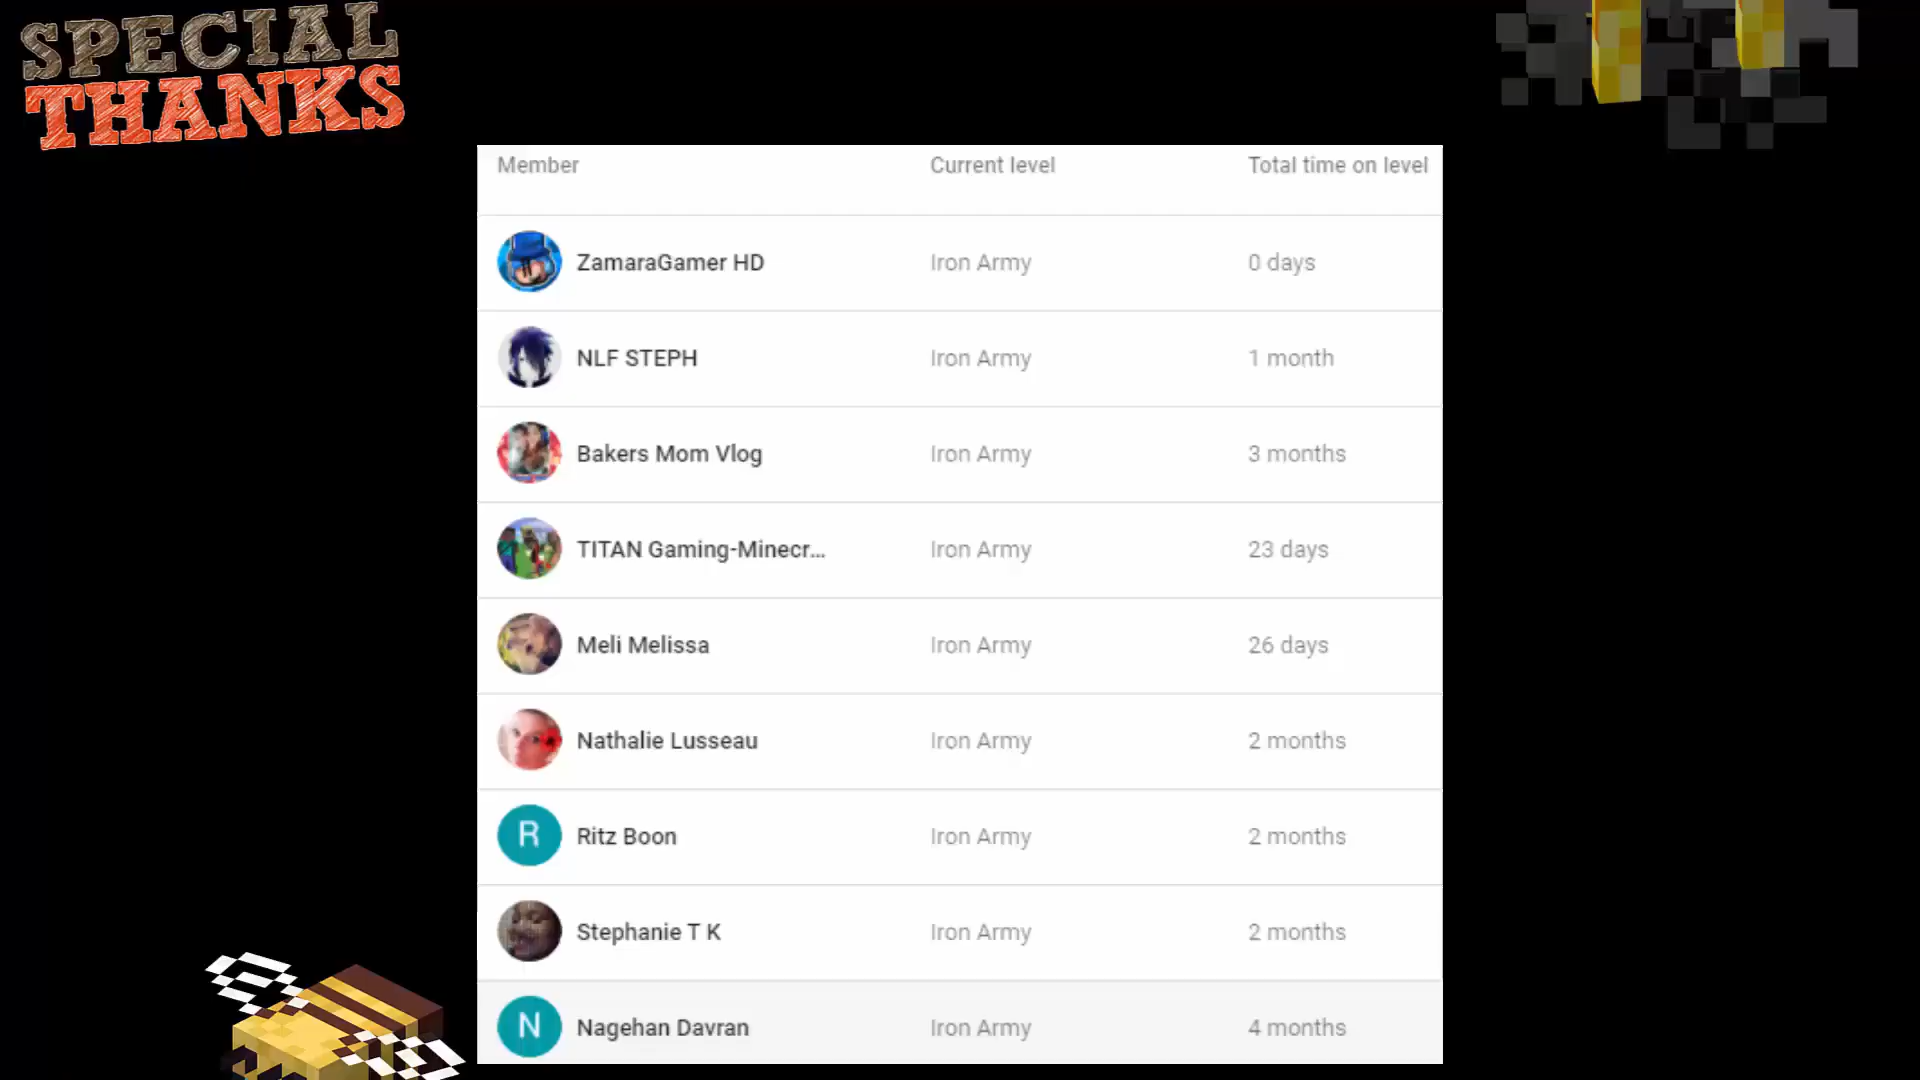 SPECIAL
THANKS
Member Current level Total time on level
ZamaraGamer HD Iron Army 0 days
NLF STEPH Iron Army 1 month
Bakers Mom Vlog Iron Army 3 months
TITAN Gaming-Minecr... Iron Army 23 days
Meli Melissa Iron Army 26 days
Nathalie Lusseau Iron Army 2 months
R Ritz Boon Iron Army 2 months
Stephanie T K Iron Army 2 months
N Nagehan Davran Iron Army 4 months